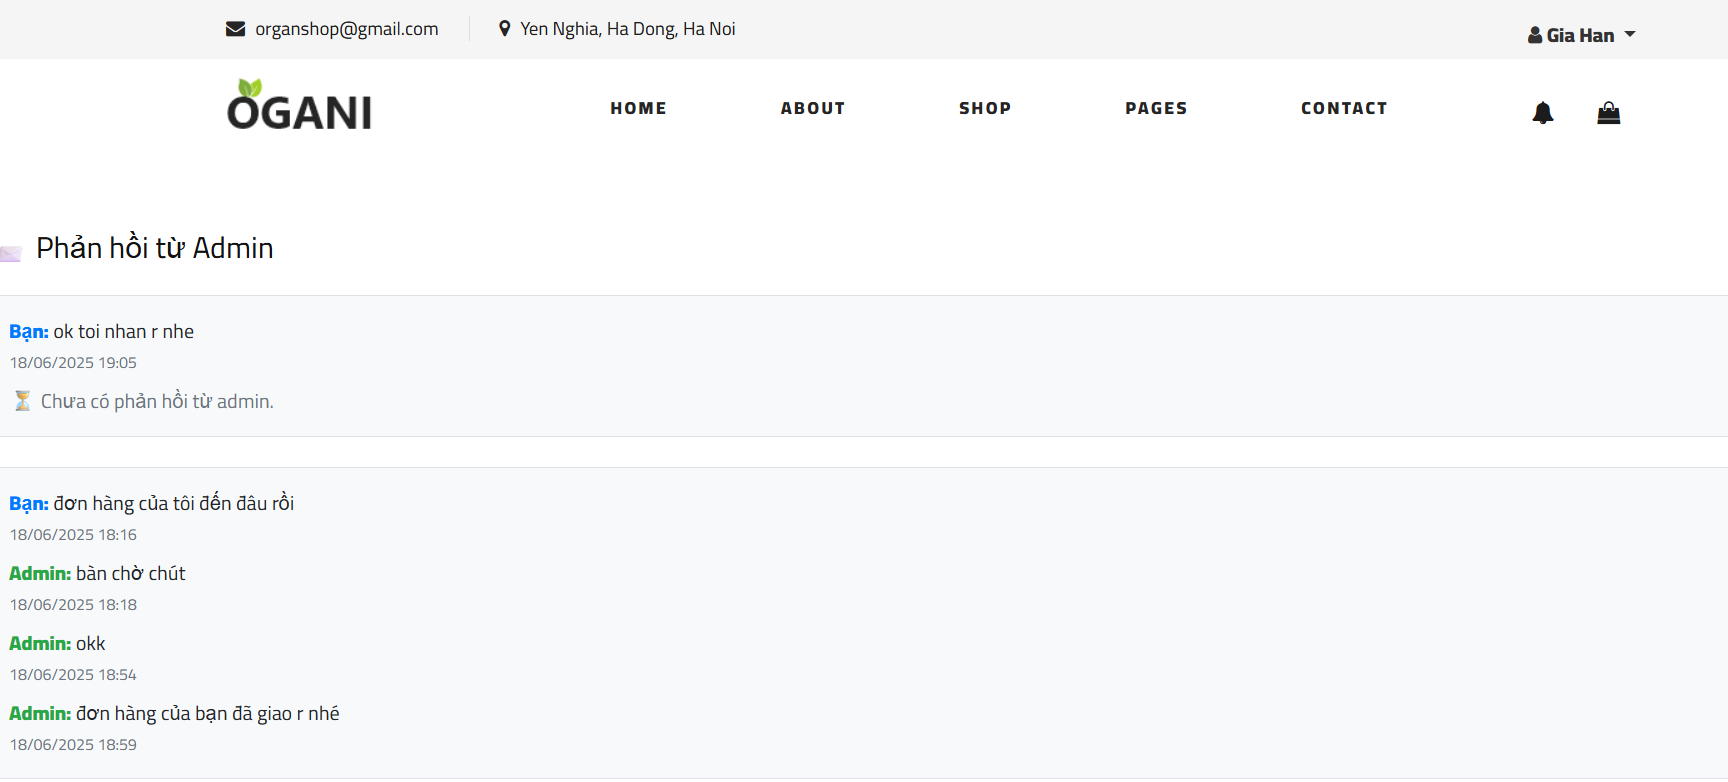 organshop@gmail.com
Yen Nghia, Ha Dong, Ha Noi
Gia Han
OGANI
HOME
ABOUT
SHOP
PAGES
CONTACT
Phản hồi từ Admin
Bạn: ok toi nhan r nhe
18/06/2025 19:05
Chưa có phản hồi từ admin.
Bạn: đơn hàng của tôi đến đâu rồi
18/06/2025 18:16
Admin: bàn chờ chút
18/06/2025 18:18
Admin: okk
18/06/2025 18:54
Admin: đơn hàng của bạn đã giao r nhé
18/06/2025 18:59